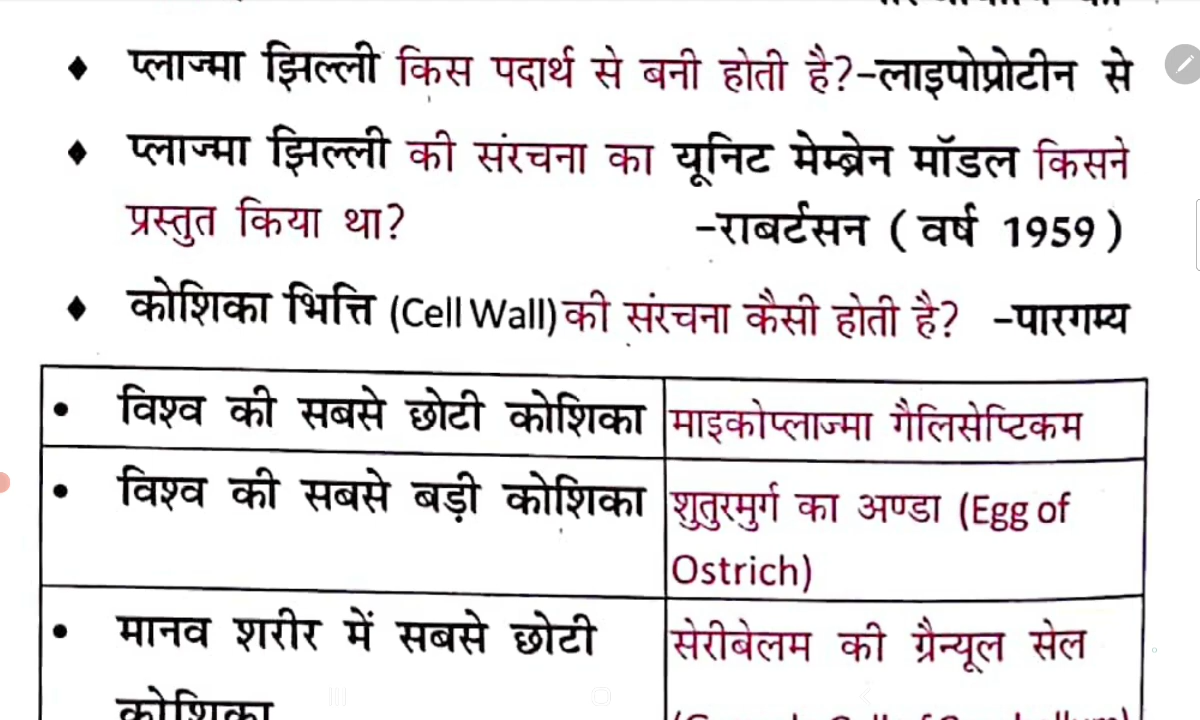 ♦ प्लाज्मा झिल्ली किस पदार्थ से बनी होती है?-लाइपोप्रोटीन से
♦ प्लाज्मा झिल्ली की संरचना का यूनिट मेम्ब्रेन मॉडल किसने
प्रस्तुत किया था? -राबर्टसन ( वर्ष 1959 )
♦ कोशिका भित्ति (Cell Wall) की संरचना कैसी होती है? -पारगम्य
• विश्व की सबसे छोटी कोशिका माइकोप्लाज्मा गैलिसेप्टिकम
• विश्व की सबसे बड़ी कोशिका शुतुरमुर्ग का अण्डा (Egg of
Ostrich)
• मानव शरीर में सबसे छोटी सेरीबेलम की ग्रैन्यूल सेल
कोशिका